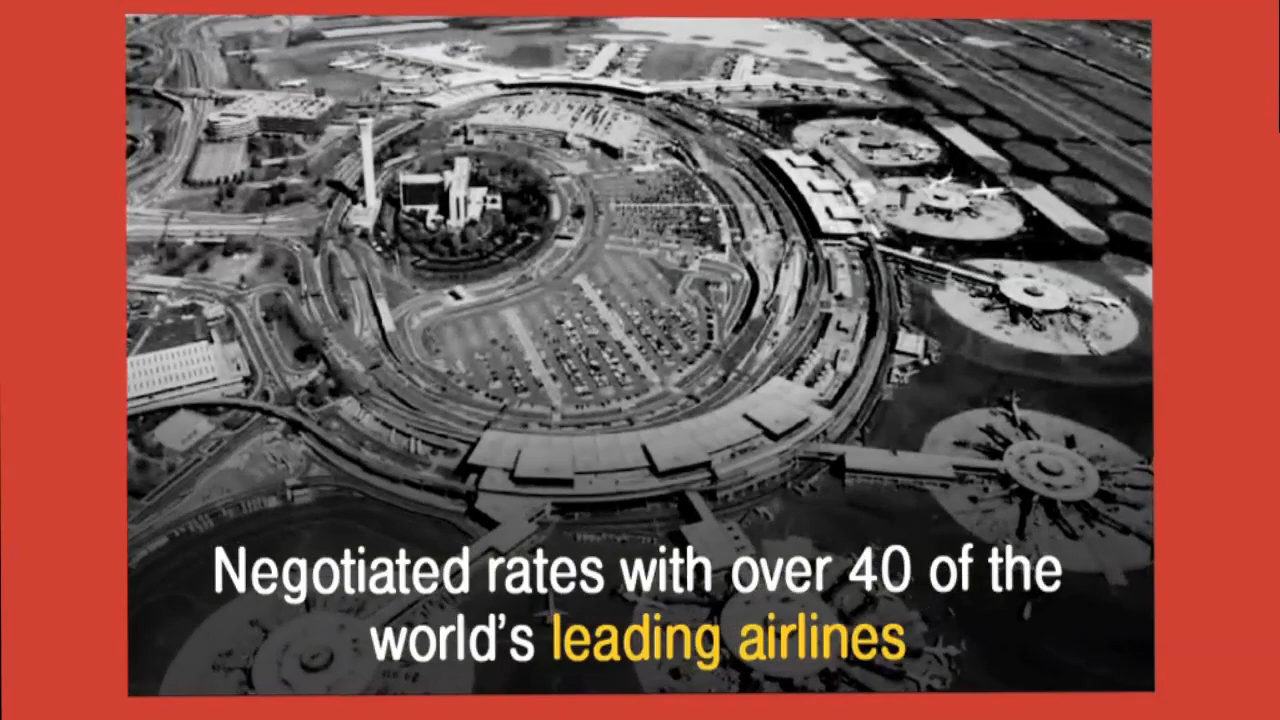 Negotiated rates with over 40 of the
world's leading airlines